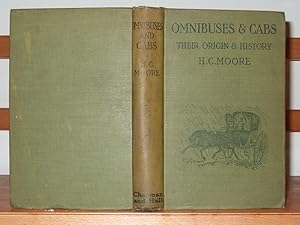 OMNIBUSES
AND
CABS
H.C.
MOORE
Chapman
and Hall
OMNIBUSES & CABS
THEIR ORIGIN & HISTORY
H.C.MOORE